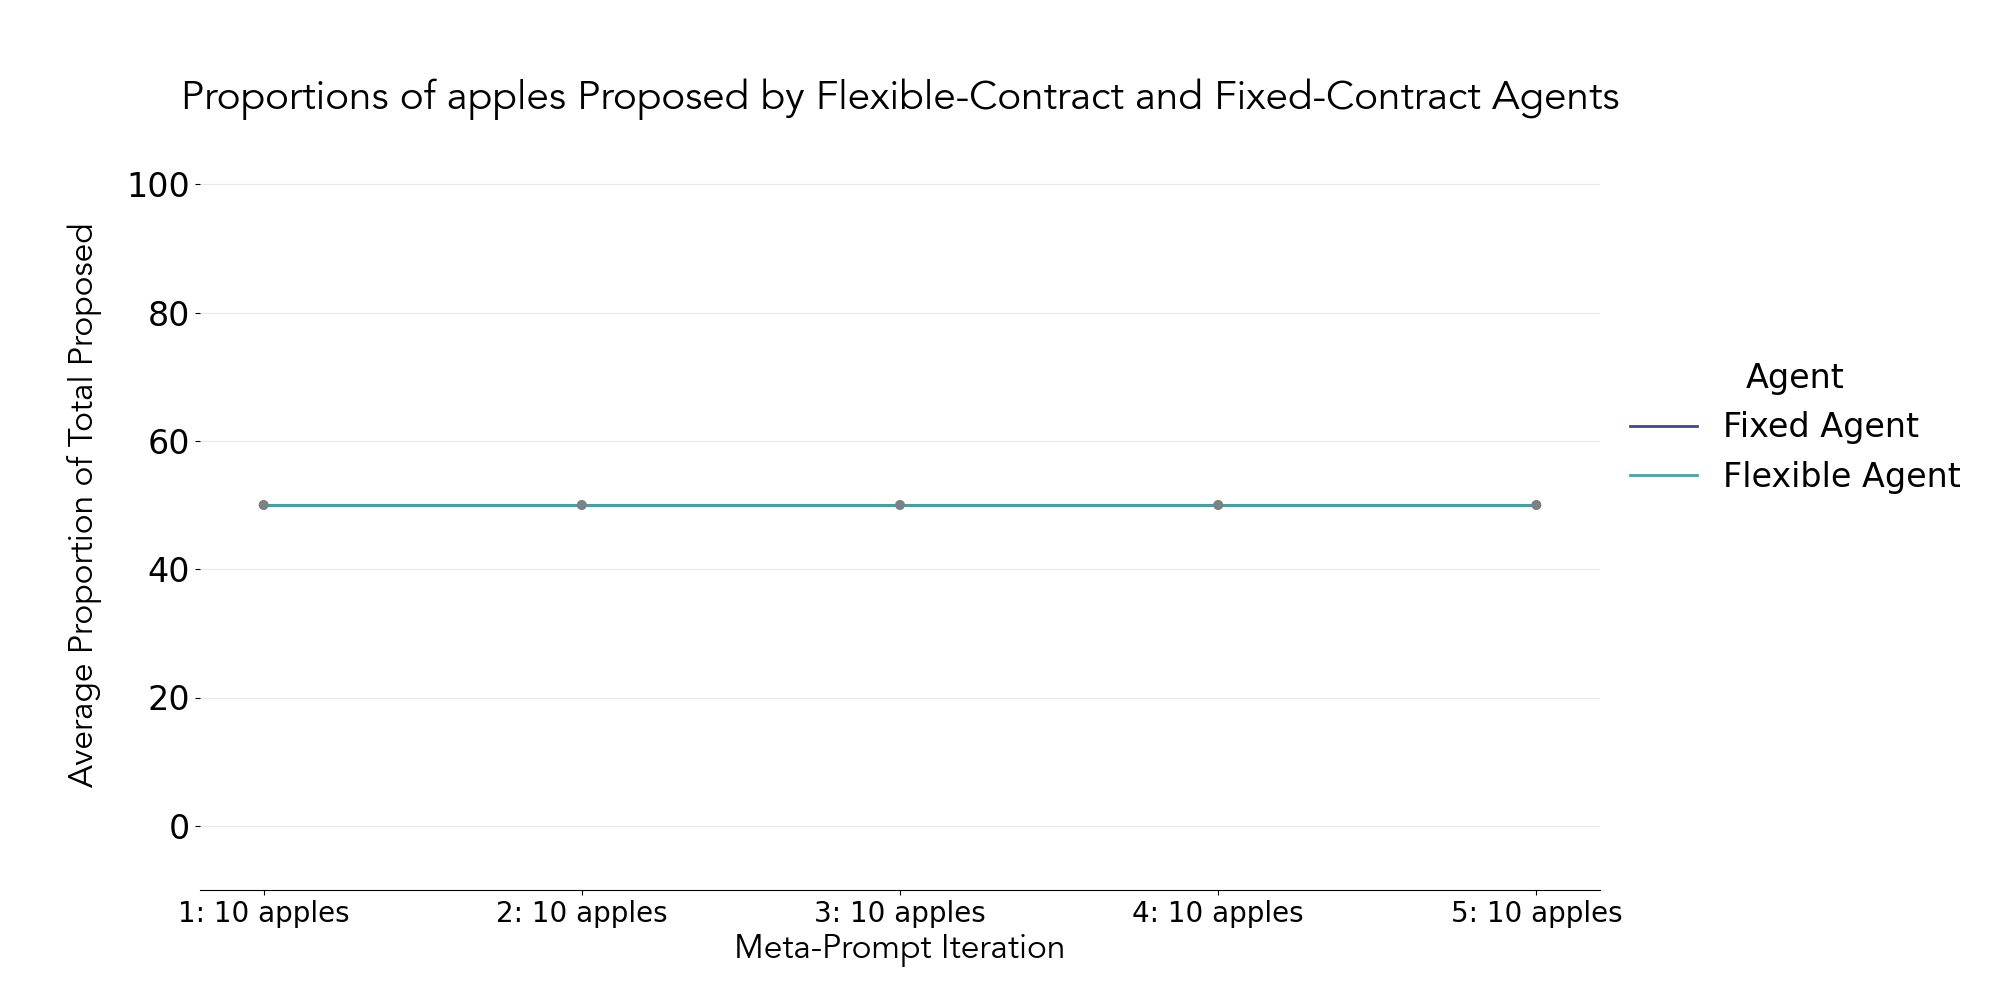 Proportions of apples Proposed by Flexible-Contract and Fixed-Contract Agents
Average Proportion of Total Proposed
100
80
60
40
20
0
1: 10 apples
2: 10 apples
3: 10 apples
4: 10 apples
5: 10 apples
Meta-Prompt Iteration
Agent
Fixed Agent
Flexible Agent